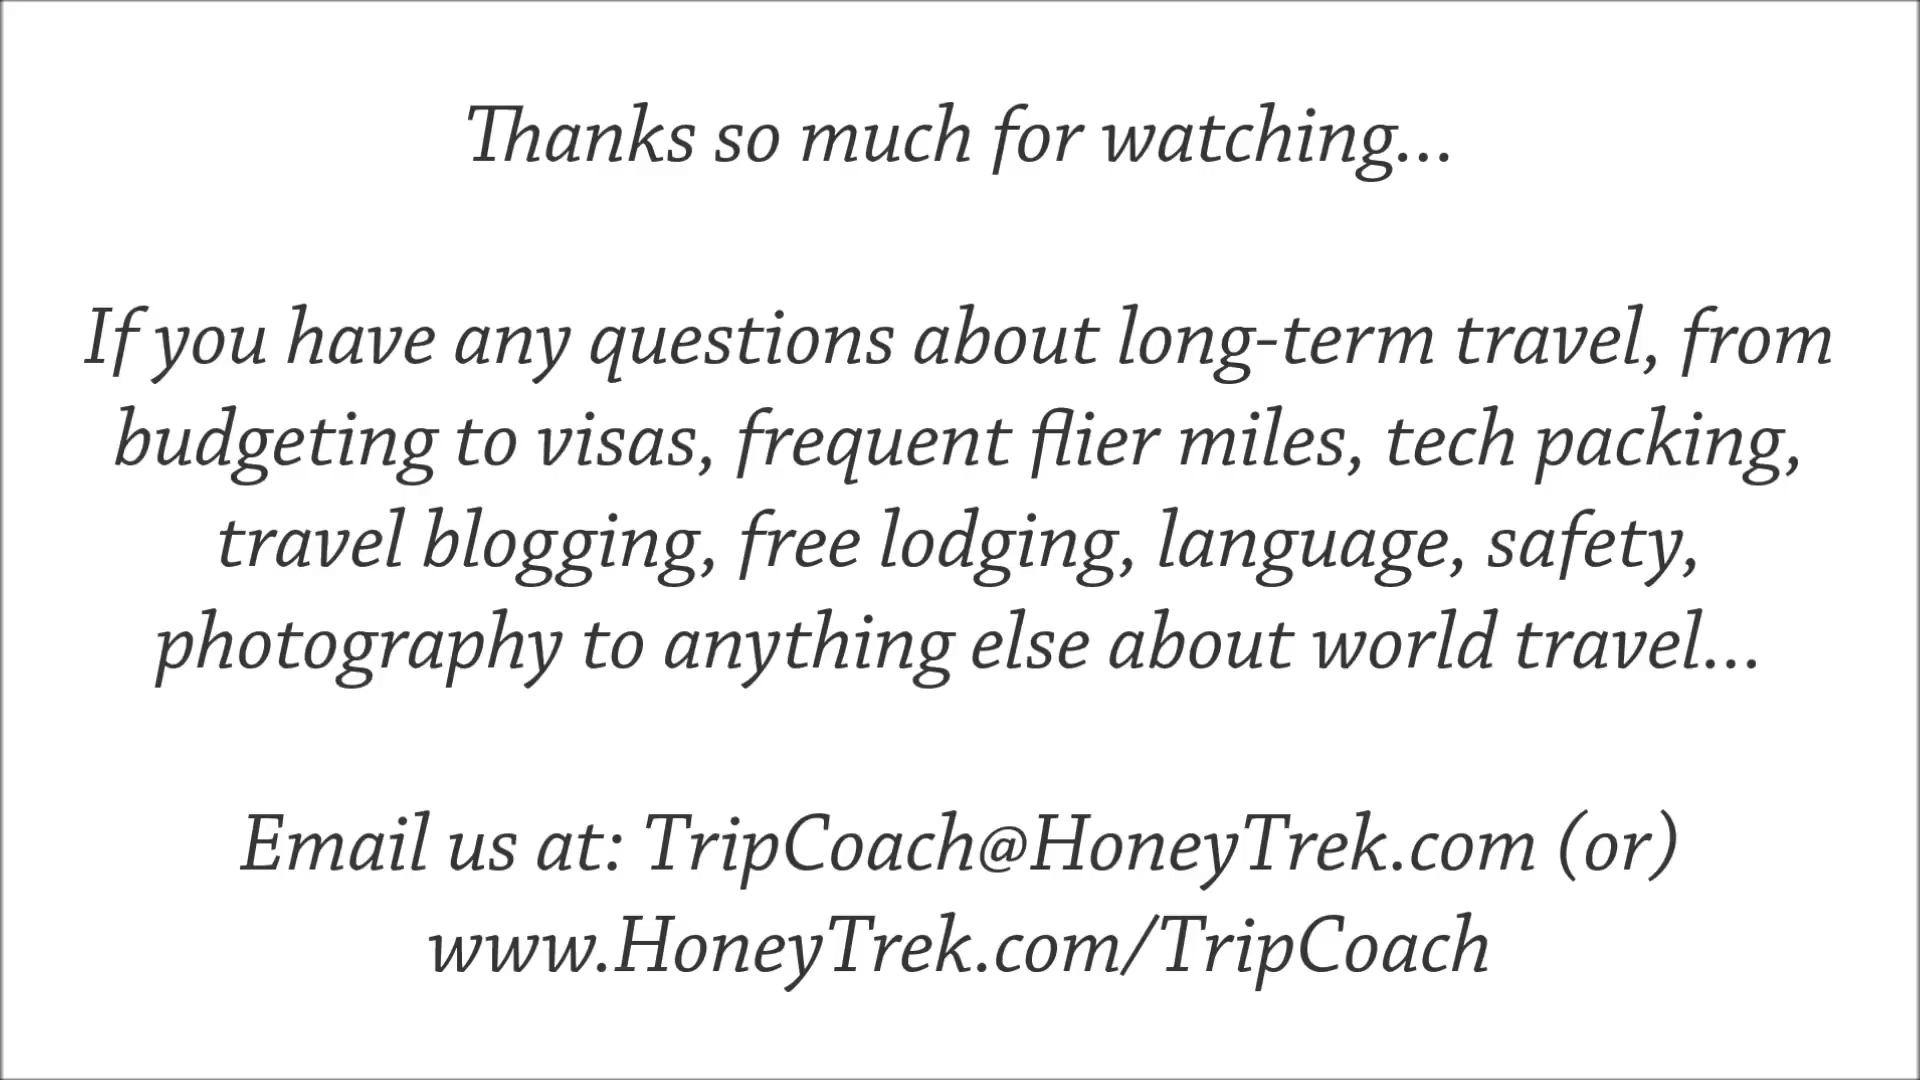 Thanks so much for watching...
If you have any questions about long-term travel, from
budgeting to visas, frequent flier miles, tech packing,
travel blogging, free lodging, language, safety,
photography to anything else about world travel...
Email us at: TripCoach@HoneyTrek.com (or)
www.HoneyTrek.com/TripCoach